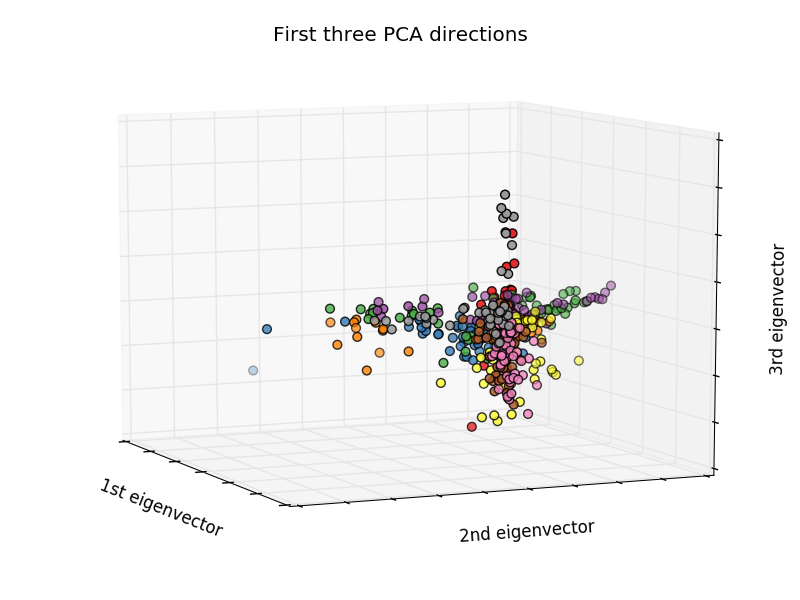 First three PCA directions
3rd eigenvector
1st eigenvector
2nd eigenvector